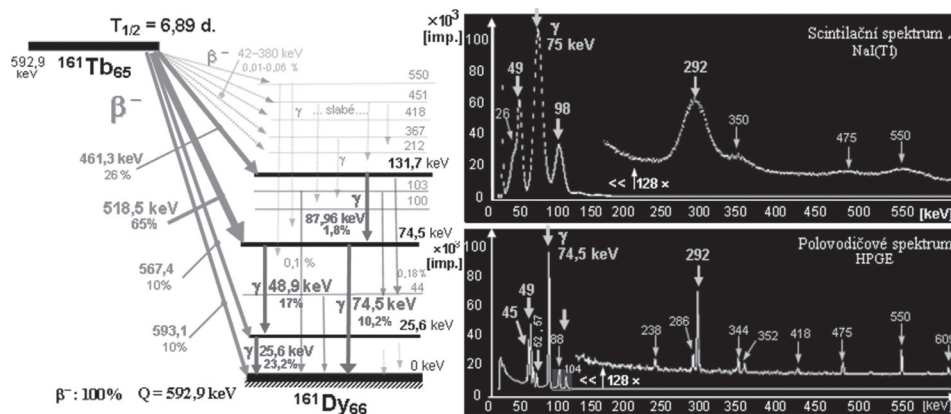 T1/2 = 6,89 d.
592,9 keV
161Tb65
β−
β−
42–380 keV
0,01-0,06 %
550
451
γ ... slabé....
418
367
γ
212
461,3 keV
26 %
131,7 keV
103
100
518,5 keV
65%
γ
87,96 keV
1,8%
74,5 keV
567,4
10%
0,1 %
0,18%
γ 48,9 keV
17%
γ 74,5 keV
10,2%
44
593,1
10%
25,6 keV
γ 25,6 keV
23,2%
0 keV
β−: 100% Q = 592,9 keV
161Dy66
×10³
[imp.]
γ
75 keV
Scintilační spektrum
NaI(Tl)
100
80
60
40
20
0
26
49
98
292
350
475
550
<< 128 ×
0 50 100 150 200 250 300 350 400 450 500 550 600 [keV]
×10³
[imp.]
γ
74,5 keV
Polovodičové spektrum
HPGE
100
80
60
40
20
0
45
49
52, 57
88
104
238
286
292
344
352
418
475
550
<< 128 ×
0 50 100 150 200 250 300 350 400 450 500 550 [keV]